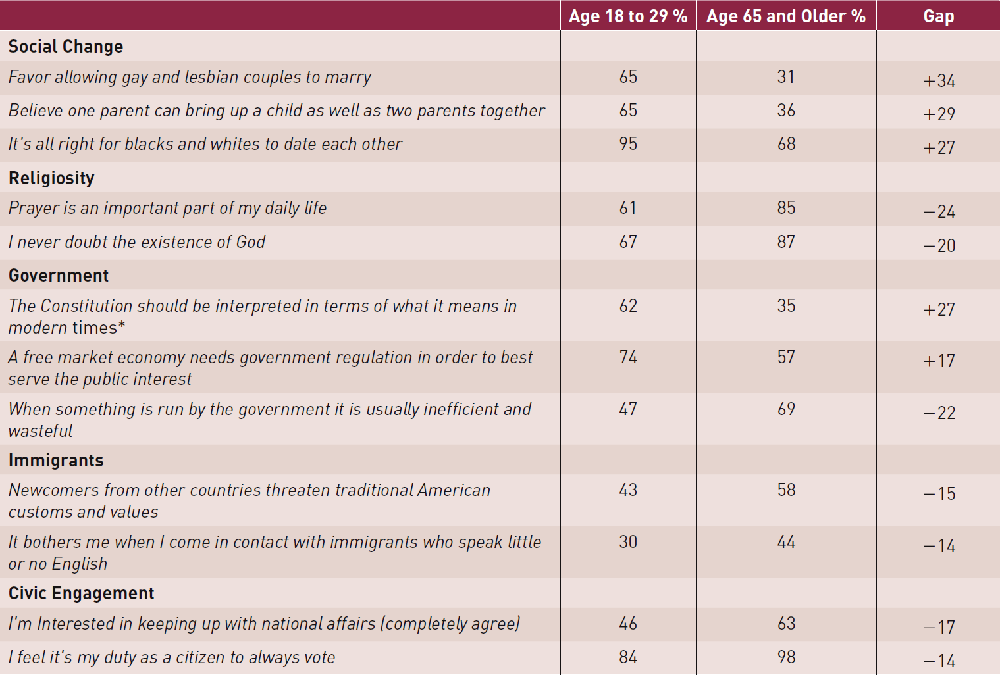 Age 18 to 29 % Age 65 and Older % Gap
Social Change
Favor allowing gay and lesbian couples to marry 65 31 +34
Believe one parent can bring up a child as well as two parents together 65 36 +29
It's all right for blacks and whites to date each other 95 68 +27
Religiosity
Prayer is an important part of my daily life 61 85 −24
I never doubt the existence of God 67 87 −20
Government
The Constitution should be interpreted in terms of what it means in 62 35 +27
modern times*
A free market economy needs government regulation in order to best 74 57 +17
serve the public interest
When something is run by the government it is usually inefficient and 47 69 −22
wasteful
Immigrants
Newcomers from other countries threaten traditional American 43 58 −15
customs and values
It bothers me when I come in contact with immigrants who speak little 30 44 −14
or no English
Civic Engagement
I'm Interested in keeping up with national affairs (completely agree) 46 63 −17
I feel it's my duty as a citizen to always vote 84 98 −14